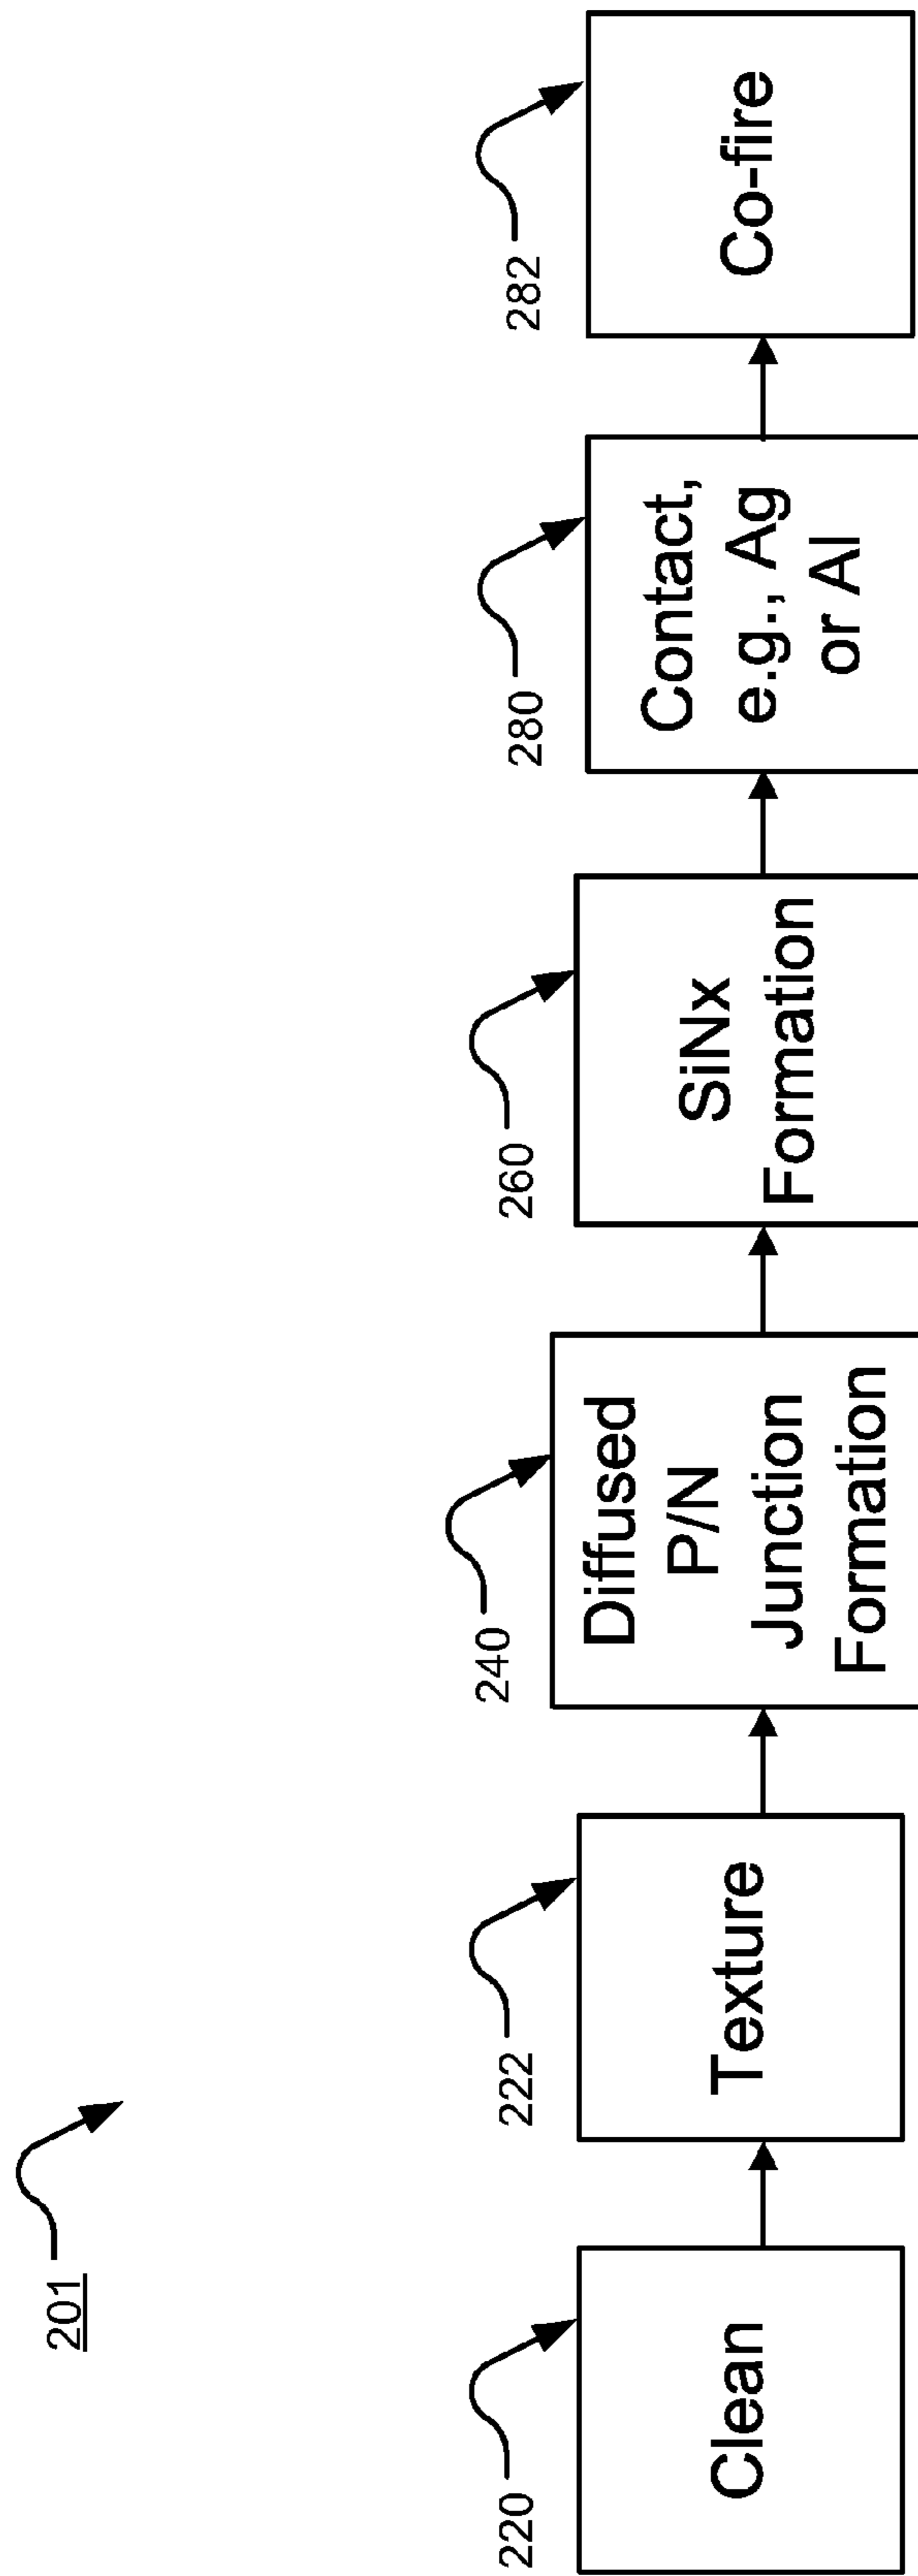 201
220
Clean
222
Texture
240
Diffused
P/N
Junction
Formation
260
SiNx
Formation
280
Contact,
e.g., Ag
or Al
282
Co-fire